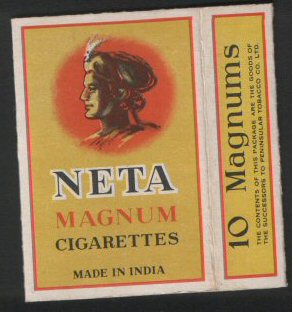 NETA
MAGNUM
CIGARETTES
MADE IN INDIA
10 Magnums
THE CONTENTS OF THIS PACKAGE ARE THE GOODS OF
THE SUCCESSORS TO PENINSULAR TOBACCO CO. LTD.